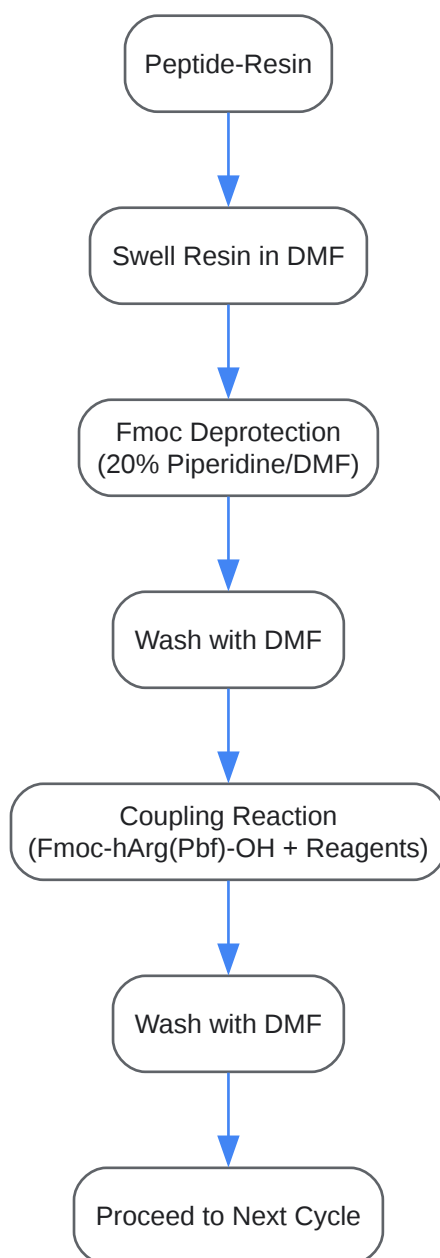 Peptide-Resin
Swell Resin in DMF
Fmoc Deprotection
(20% Piperidine/DMF)
Wash with DMF
Coupling Reaction
(Fmoc-hArg(Pbf)-OH + Reagents)
Wash with DMF
Proceed to Next Cycle